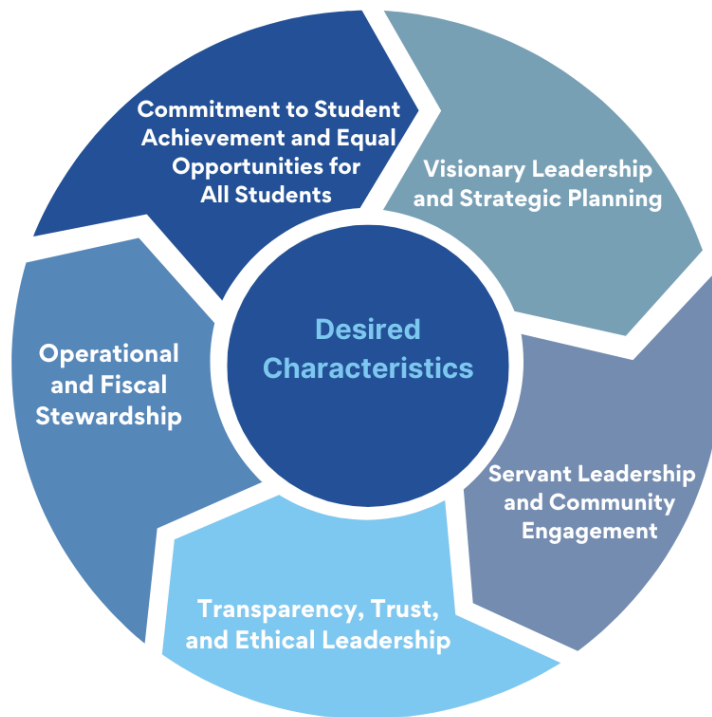 Commitment to Student
Achievement and Equal
Opportunities for
All Students
Visionary Leadership
and Strategic Planning
Servant Leadership
and Community
Engagement
Transparency, Trust,
and Ethical Leadership
Operational
and Fiscal
Stewardship
Desired
Characteristics